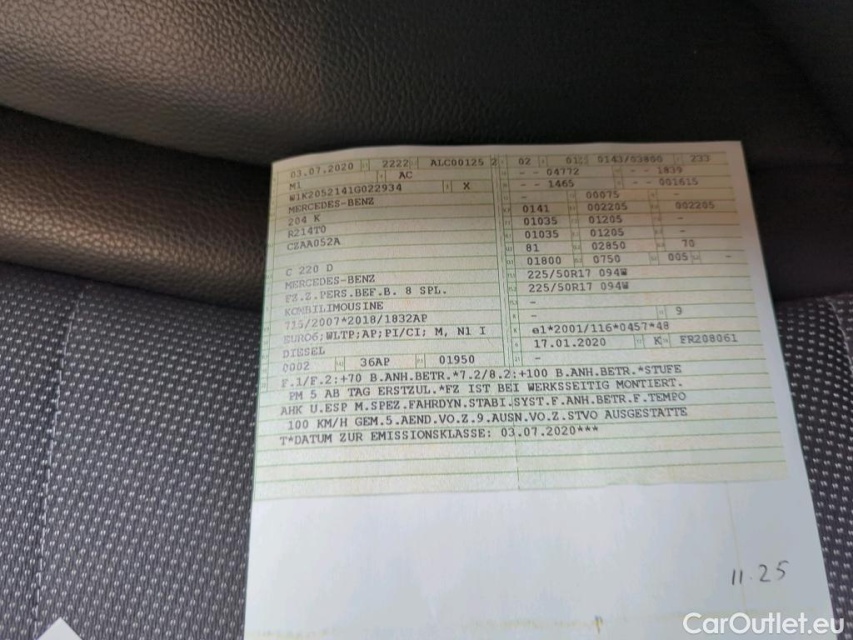 03.07.2020 2222 ALC00125 2
M1 AC
W1K2052141G022934 X
MERCEDES-BENZ
204 K
R214T0
CZAA052A
C 220 D
MERCEDES-BENZ
FZ.Z.PERS.BEF.B. 8 SPL.
KOMBILIMOUSINE
715/2007*2018/1832AP
EURO6;WLTP;AP;PI/CI; M, N1 I
DIESEL
0002 36AP 01950
02 0143/03800 233
- - 04772 - - 1839
- - 1465 - - 001615
- 00075 -
0141 002205 002205
01035 01205 -
01035 01205 -
81 02850 70
01800 0750 005 -
225/50R17 094W
225/50R17 094W
-
- 9
e1*2001/116*0457*48
17.01.2020 K FR208061
-
F.1/F.2:+70 B.ANH.BETR.*7.2/8.2:+100 B.ANH.BETR.*STUFE
PM 5 AB TAG ERSTZUL.*FZ IST BEI WERKSSEITIG MONTIERT.
AHK U.ESP M.SPEZ.FAHRDYN.STABI.SYST.F.ANH.BETR.F.TEMPO
100 KM/H GEM.5.AEND.VO.Z.9.AUSN.VO.Z.STVO AUSGESTATTE
T*DATUM ZUR EMISSIONSKLASSE: 03.07.2020***
11.25
CarOutlet.eu